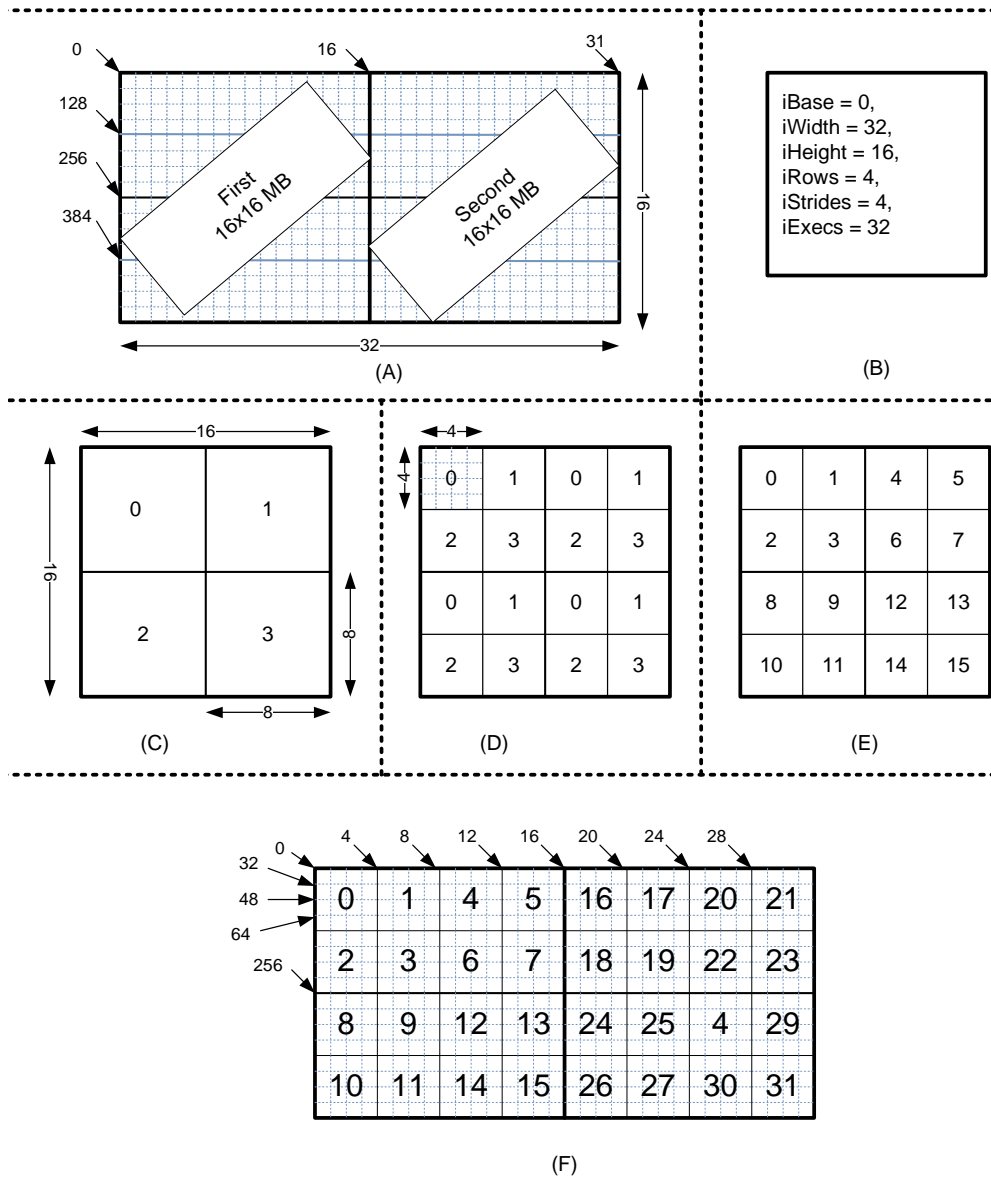 0 16 31
128
256
384
First
16x16 MB
Second
16x16 MB
16
32
(A)
iBase = 0,
iWidth = 32,
iHeight = 16,
iRows = 4,
iStrides = 4,
iExecs = 32
(B)
16
16
0 1
2 3
8
8
(C)
4
4
0 1 0 1
2 3 2 3
0 1 0 1
2 3 2 3
(D)
0 1 4 5
2 3 6 7
8 9 12 13
10 11 14 15
(E)
0 4 8 12 16 20 24 28
32
48
64
256
0 1 4 5 16 17 20 21
2 3 6 7 18 19 22 23
8 9 12 13 24 25 4 29
10 11 14 15 26 27 30 31
(F)